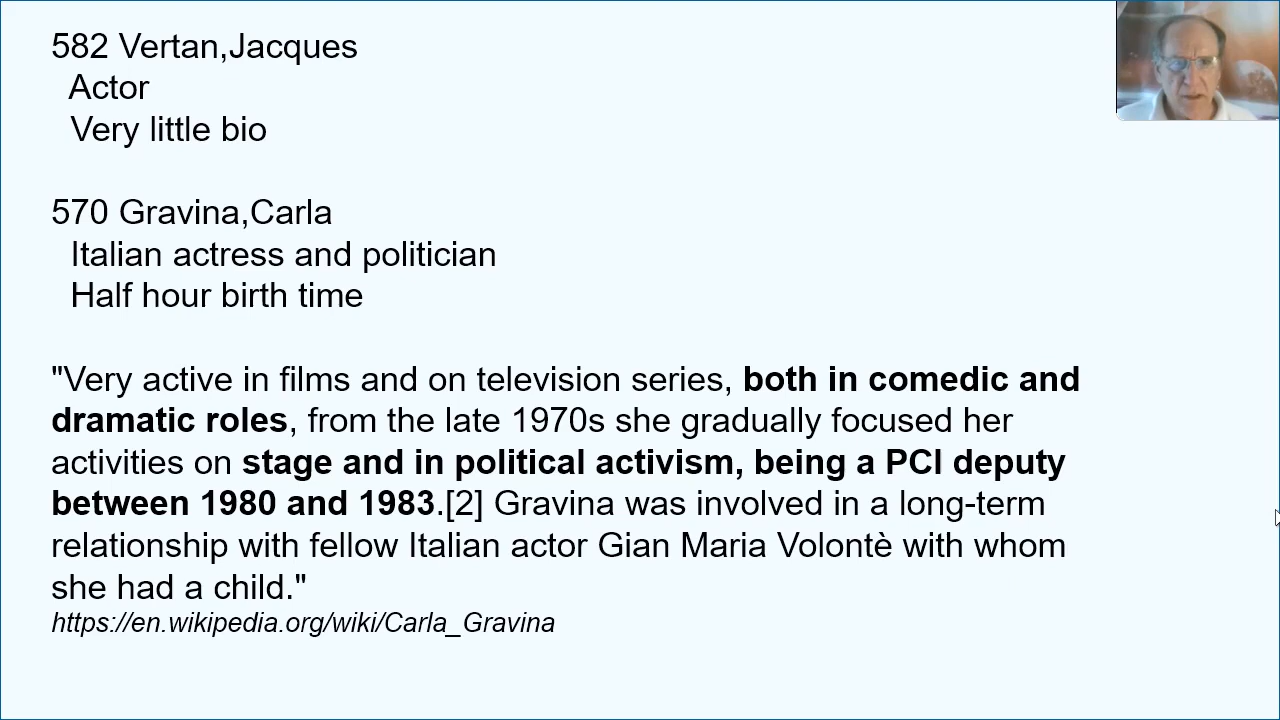 582 Vertan,Jacques
Actor
Very little bio
570 Gravina,Carla
Italian actress and politician
Half hour birth time
"Very active in films and on television series, both in comedic and
dramatic roles, from the late 1970s she gradually focused her
activities on stage and in political activism, being a PCI deputy
between 1980 and 1983.[2] Gravina was involved in a long-term
relationship with fellow Italian actor Gian Maria Volontè with whom
she had a child."
https://en.wikipedia.org/wiki/Carla_Gravina